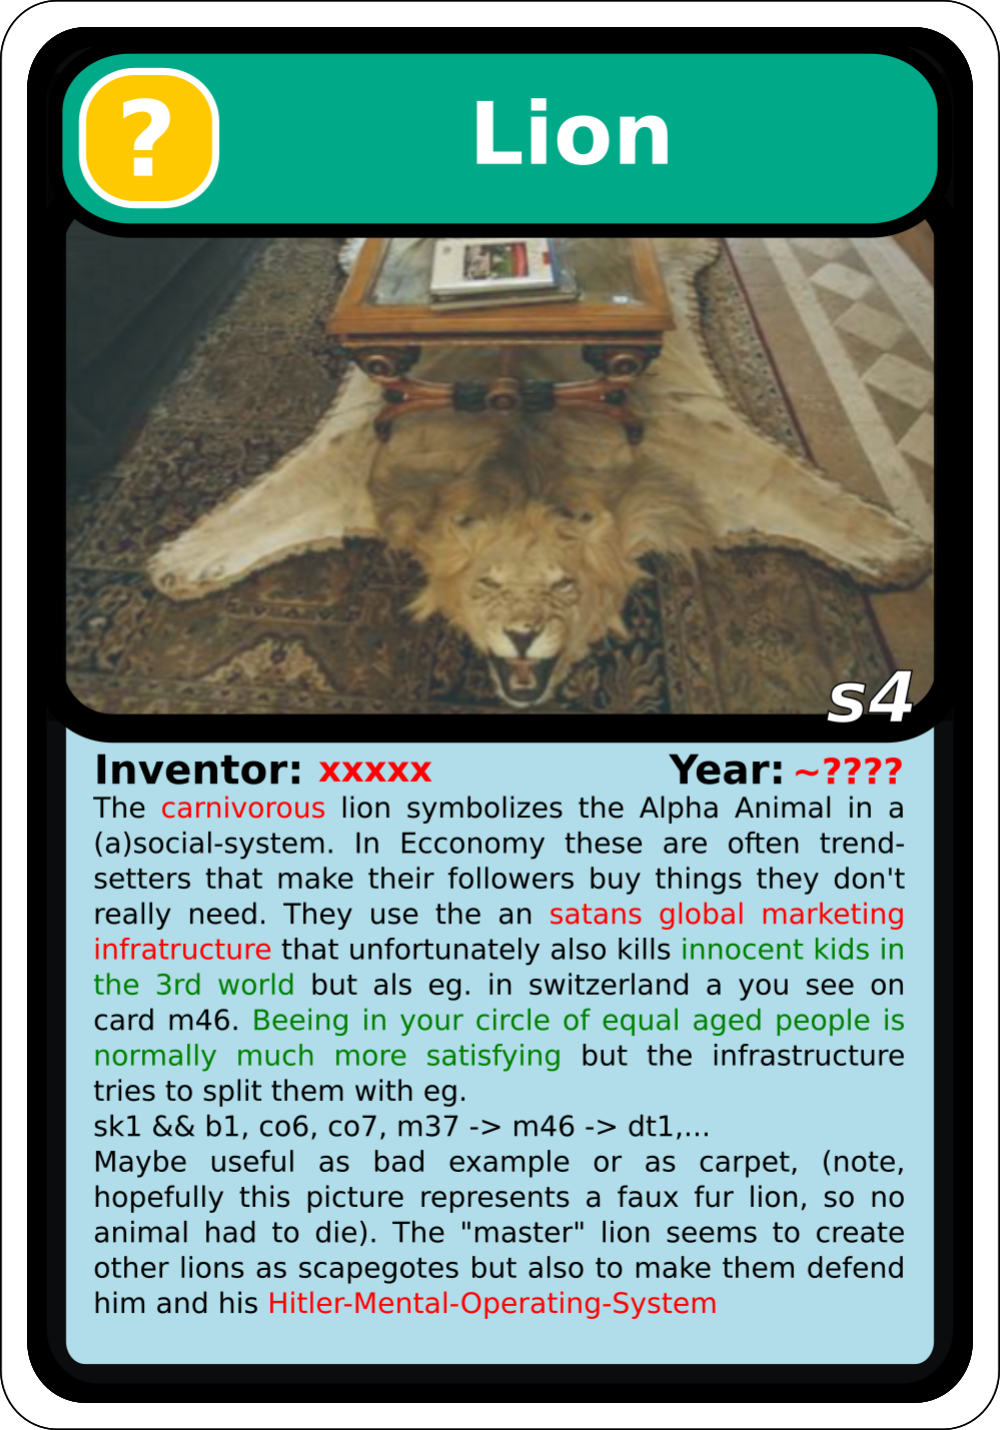 ?
Lion
s4
Inventor: xxxxx Year: ~????
The carnivorous lion symbolizes the Alpha Animal in a
(a)social-system. In Ecconomy these are often trend-
setters that make their followers buy things they don't
really need. They use the an satans global marketing
infratructure that unfortunately also kills innocent kids in
the 3rd world but als eg. in switzerland a you see on
card m46. Beeing in your circle of equal aged people is
normally much more satisfying but the infrastructure
tries to split them with eg.
sk1 && b1, co6, co7, m37 -> m46 -> dt1,...
Maybe useful as bad example or as carpet, (note,
hopefully this picture represents a faux fur lion, so no
animal had to die). The "master" lion seems to create
other lions as scapegotes but also to make them defend
him and his Hitler-Mental-Operating-System